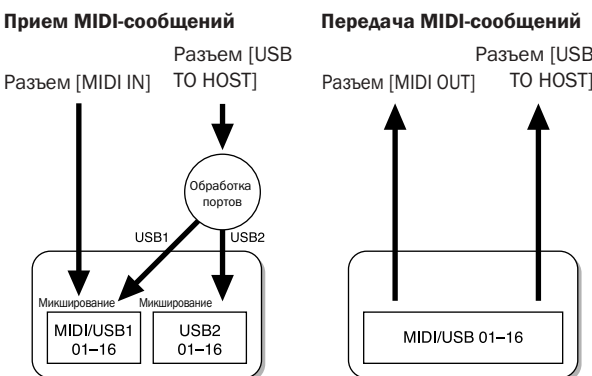 Прием MIDI-сообщений
Разъем [MIDI IN]
Разъем [USB
TO HOST]
Обработка
портов
USB1
USB2
Микширование
Микширование
MIDI/USB1
01–16
USB2
01–16
Передача MIDI-сообщений
Разъем [MIDI OUT]
Разъем [USB
TO HOST]
MIDI/USB 01–16